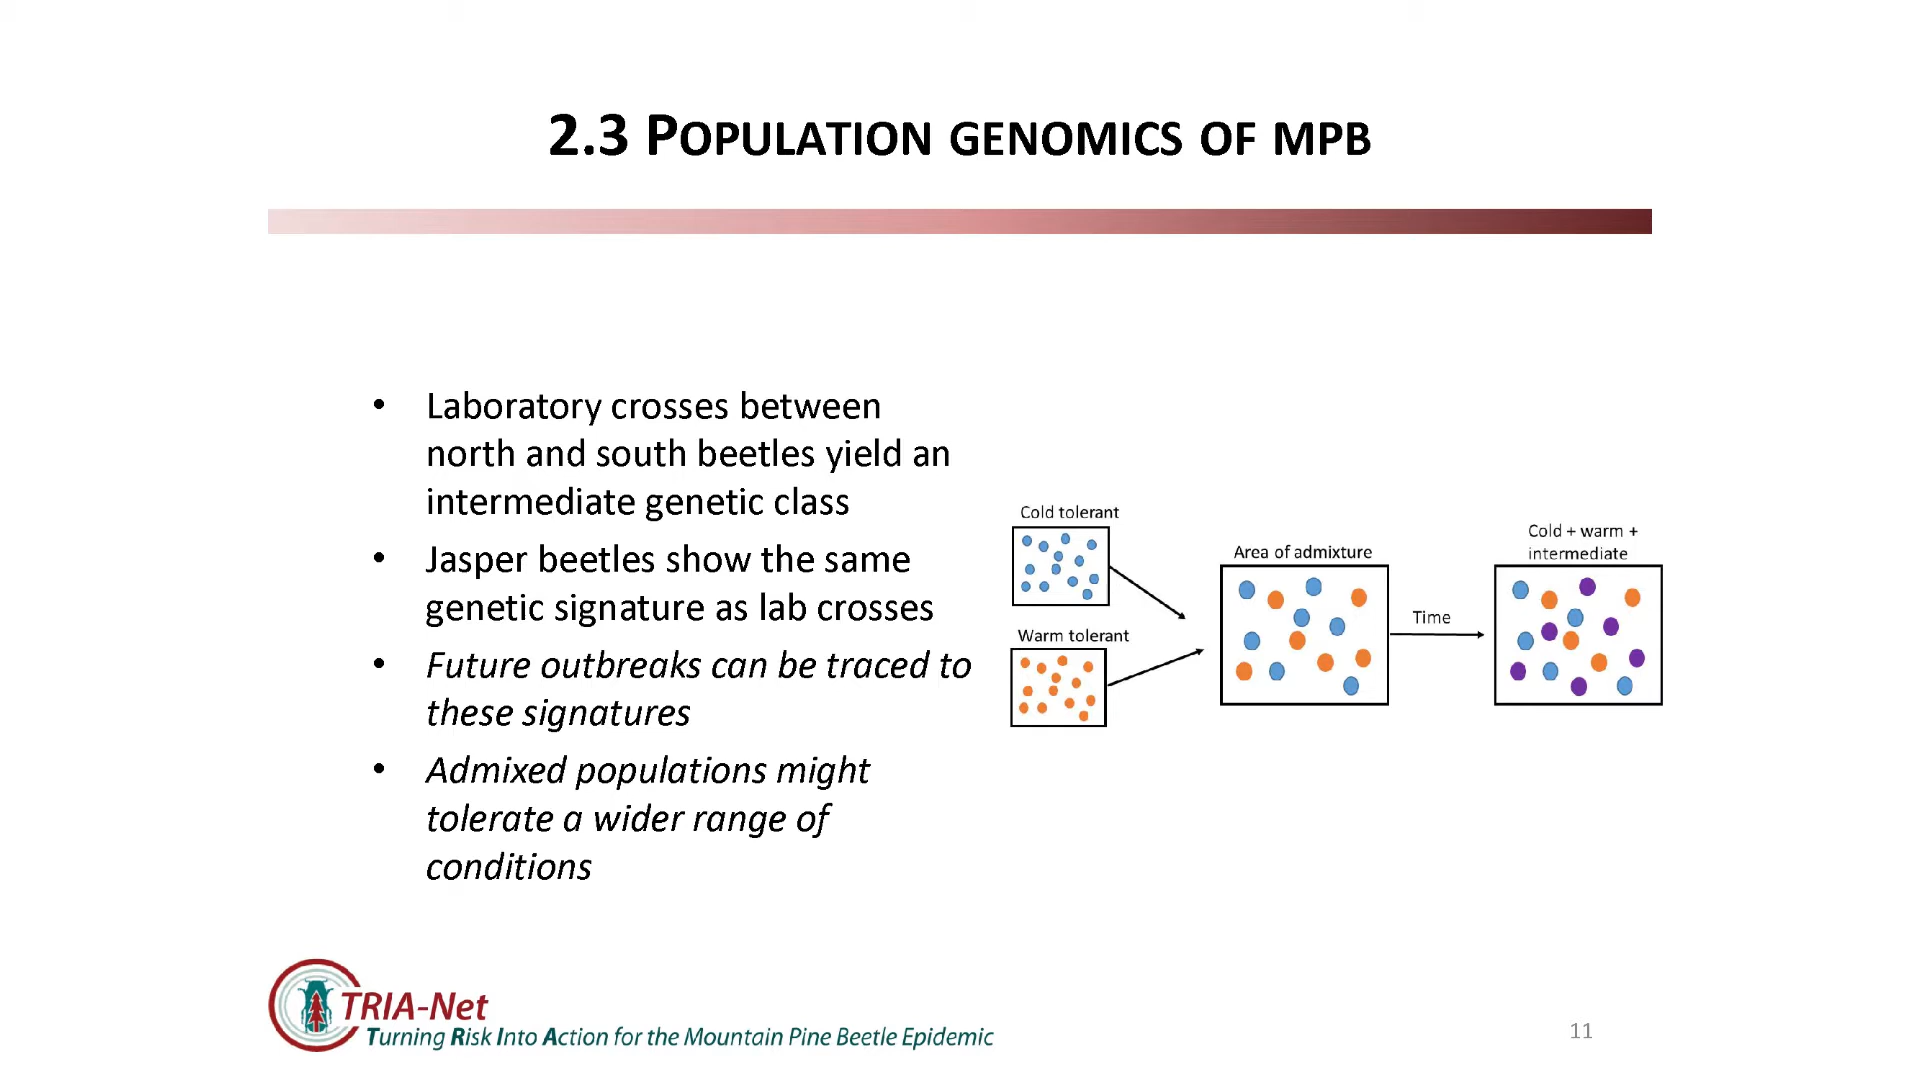 2.3 POPULATION GENOMICS OF MPB
• Laboratory crosses between
north and south beetles yield an
intermediate genetic class
• Jasper beetles show the same
genetic signature as lab crosses
• Future outbreaks can be traced to
these signatures
• Admixed populations might
tolerate a wider range of
conditions
Cold tolerant
Warm tolerant
Area of admixture
Time
Cold + warm +
intermediate
TRIA-Net
Turning Risk Into Action for the Mountain Pine Beetle Epidemic
11